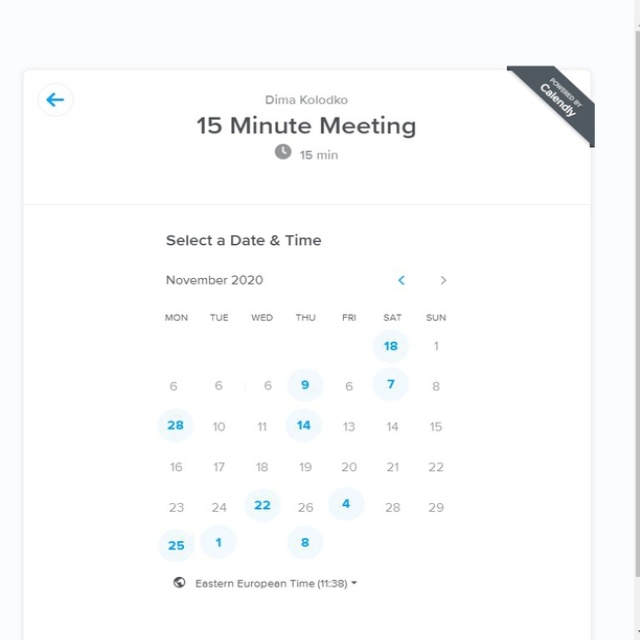 Dima Kolodko
15 Minute Meeting
15 min
POWERED BY
Calendly
Select a Date & Time
November 2020
MON TUE WED THU FRI SAT SUN
18 1
6 6 6 9 6 7 8
28 10 11 14 13 14 15
16 17 18 19 20 21 22
23 24 22 26 4 28 29
25 1 8
Eastern European Time (11:38)